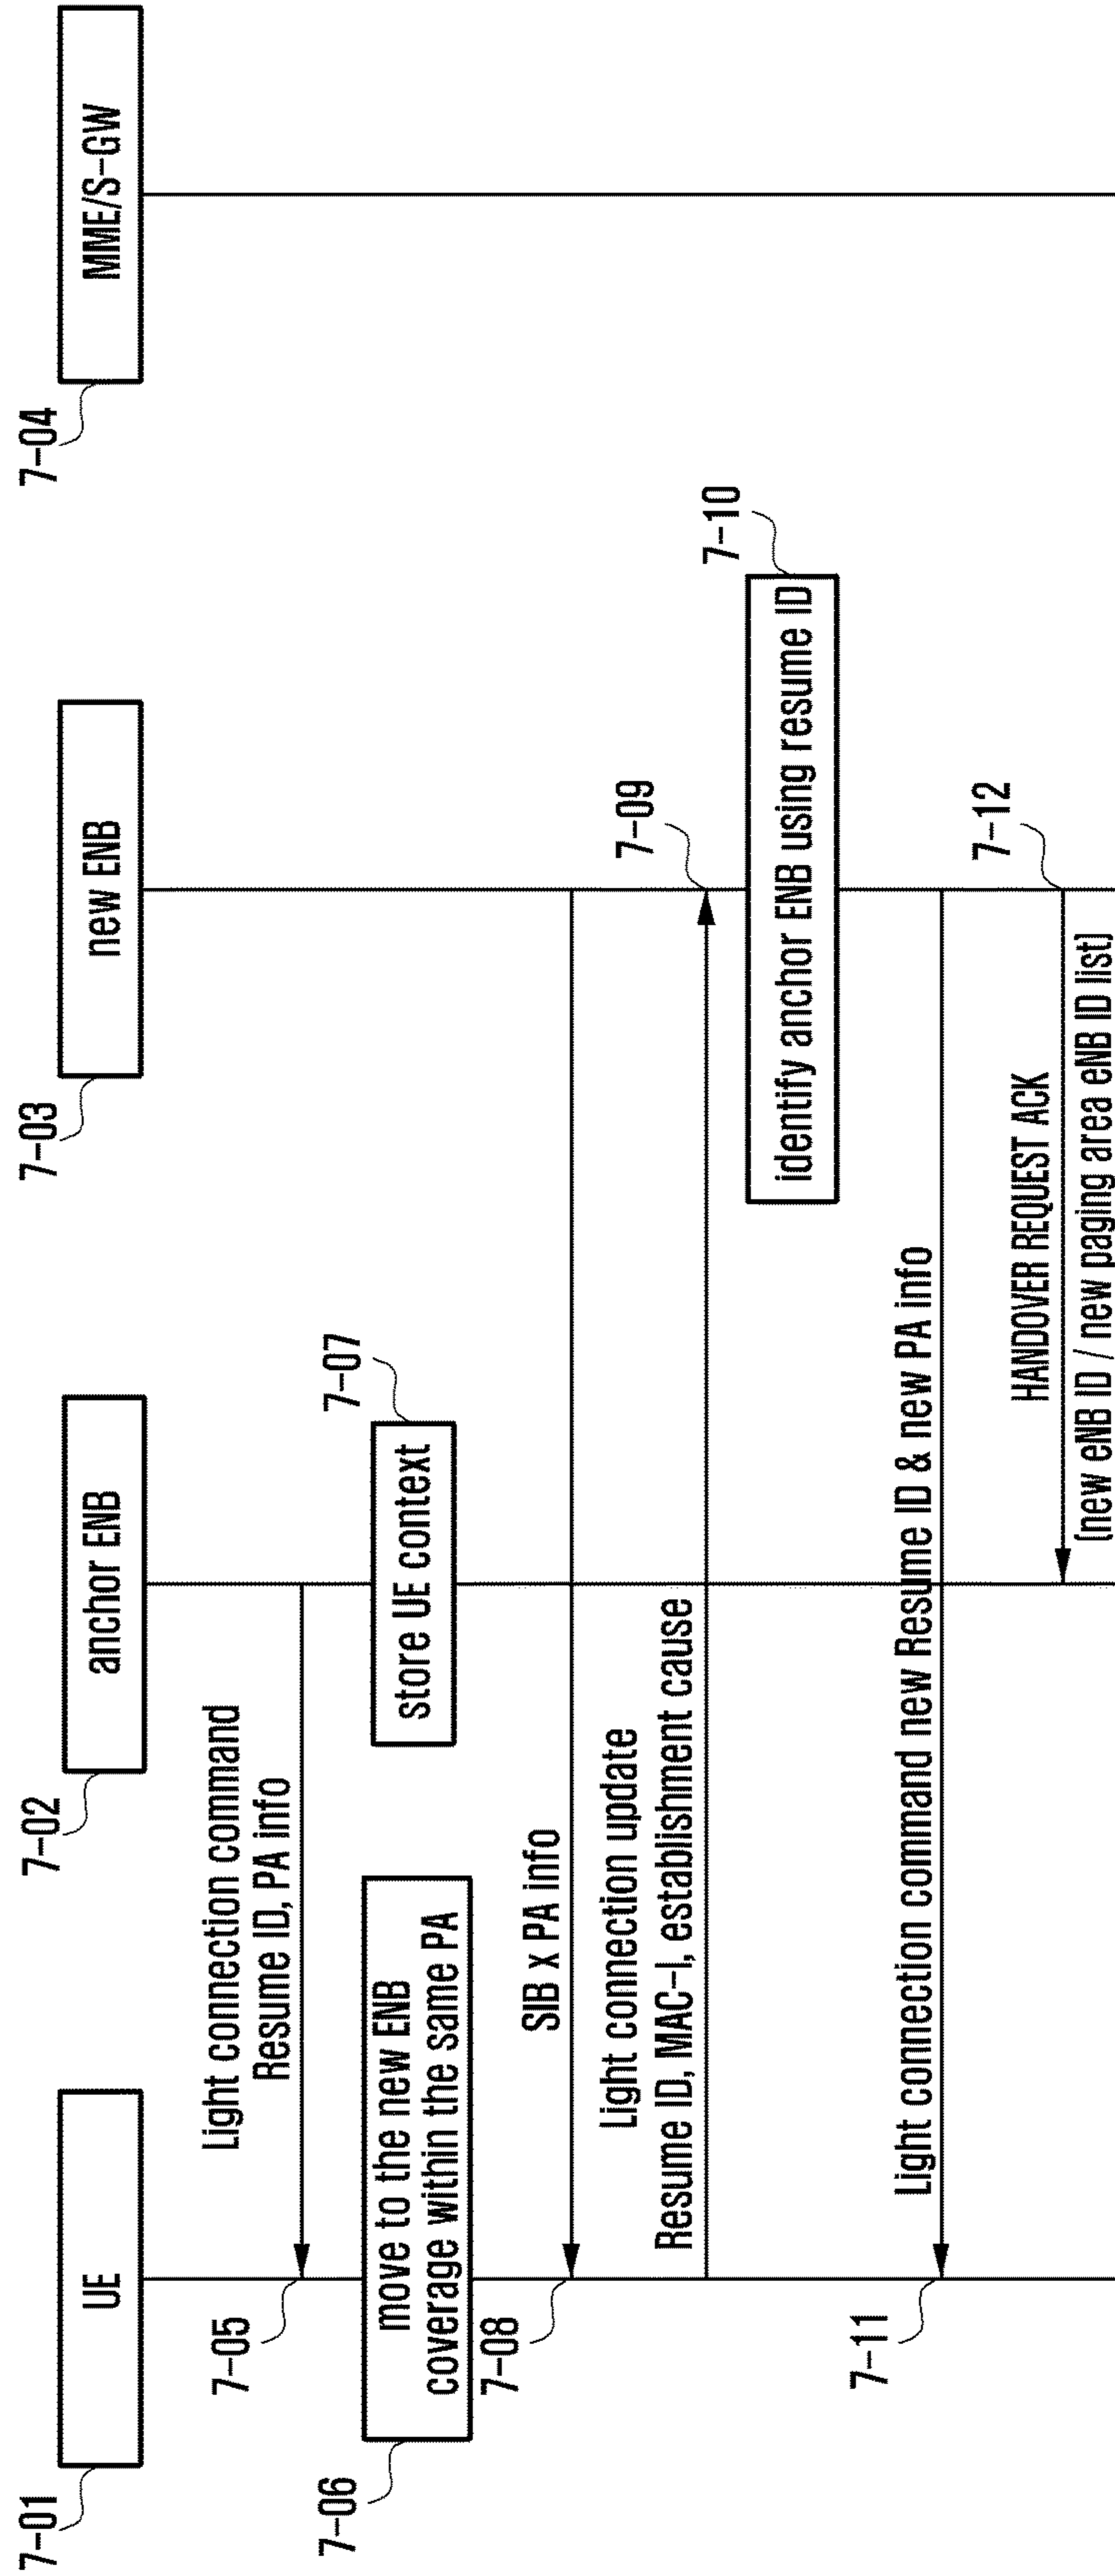 7-01
UE
7-02
anchor ENB
7-03
new ENB
7-04
MME/S-GW
Light connection command
Resume ID, PA info
7-05
7-06
move to the new ENB
coverage within the same PA
7-07
store UE context
SIB x PA info
7-08
Light connection update
Resume ID, MAC-I, establishment cause
7-09
7-10
identify anchor ENB using resume ID
Light connection command new Resume ID & new PA info
7-11
7-12
HANDOVER REQUEST ACK
(new eNB ID / new paging area eNB ID list)